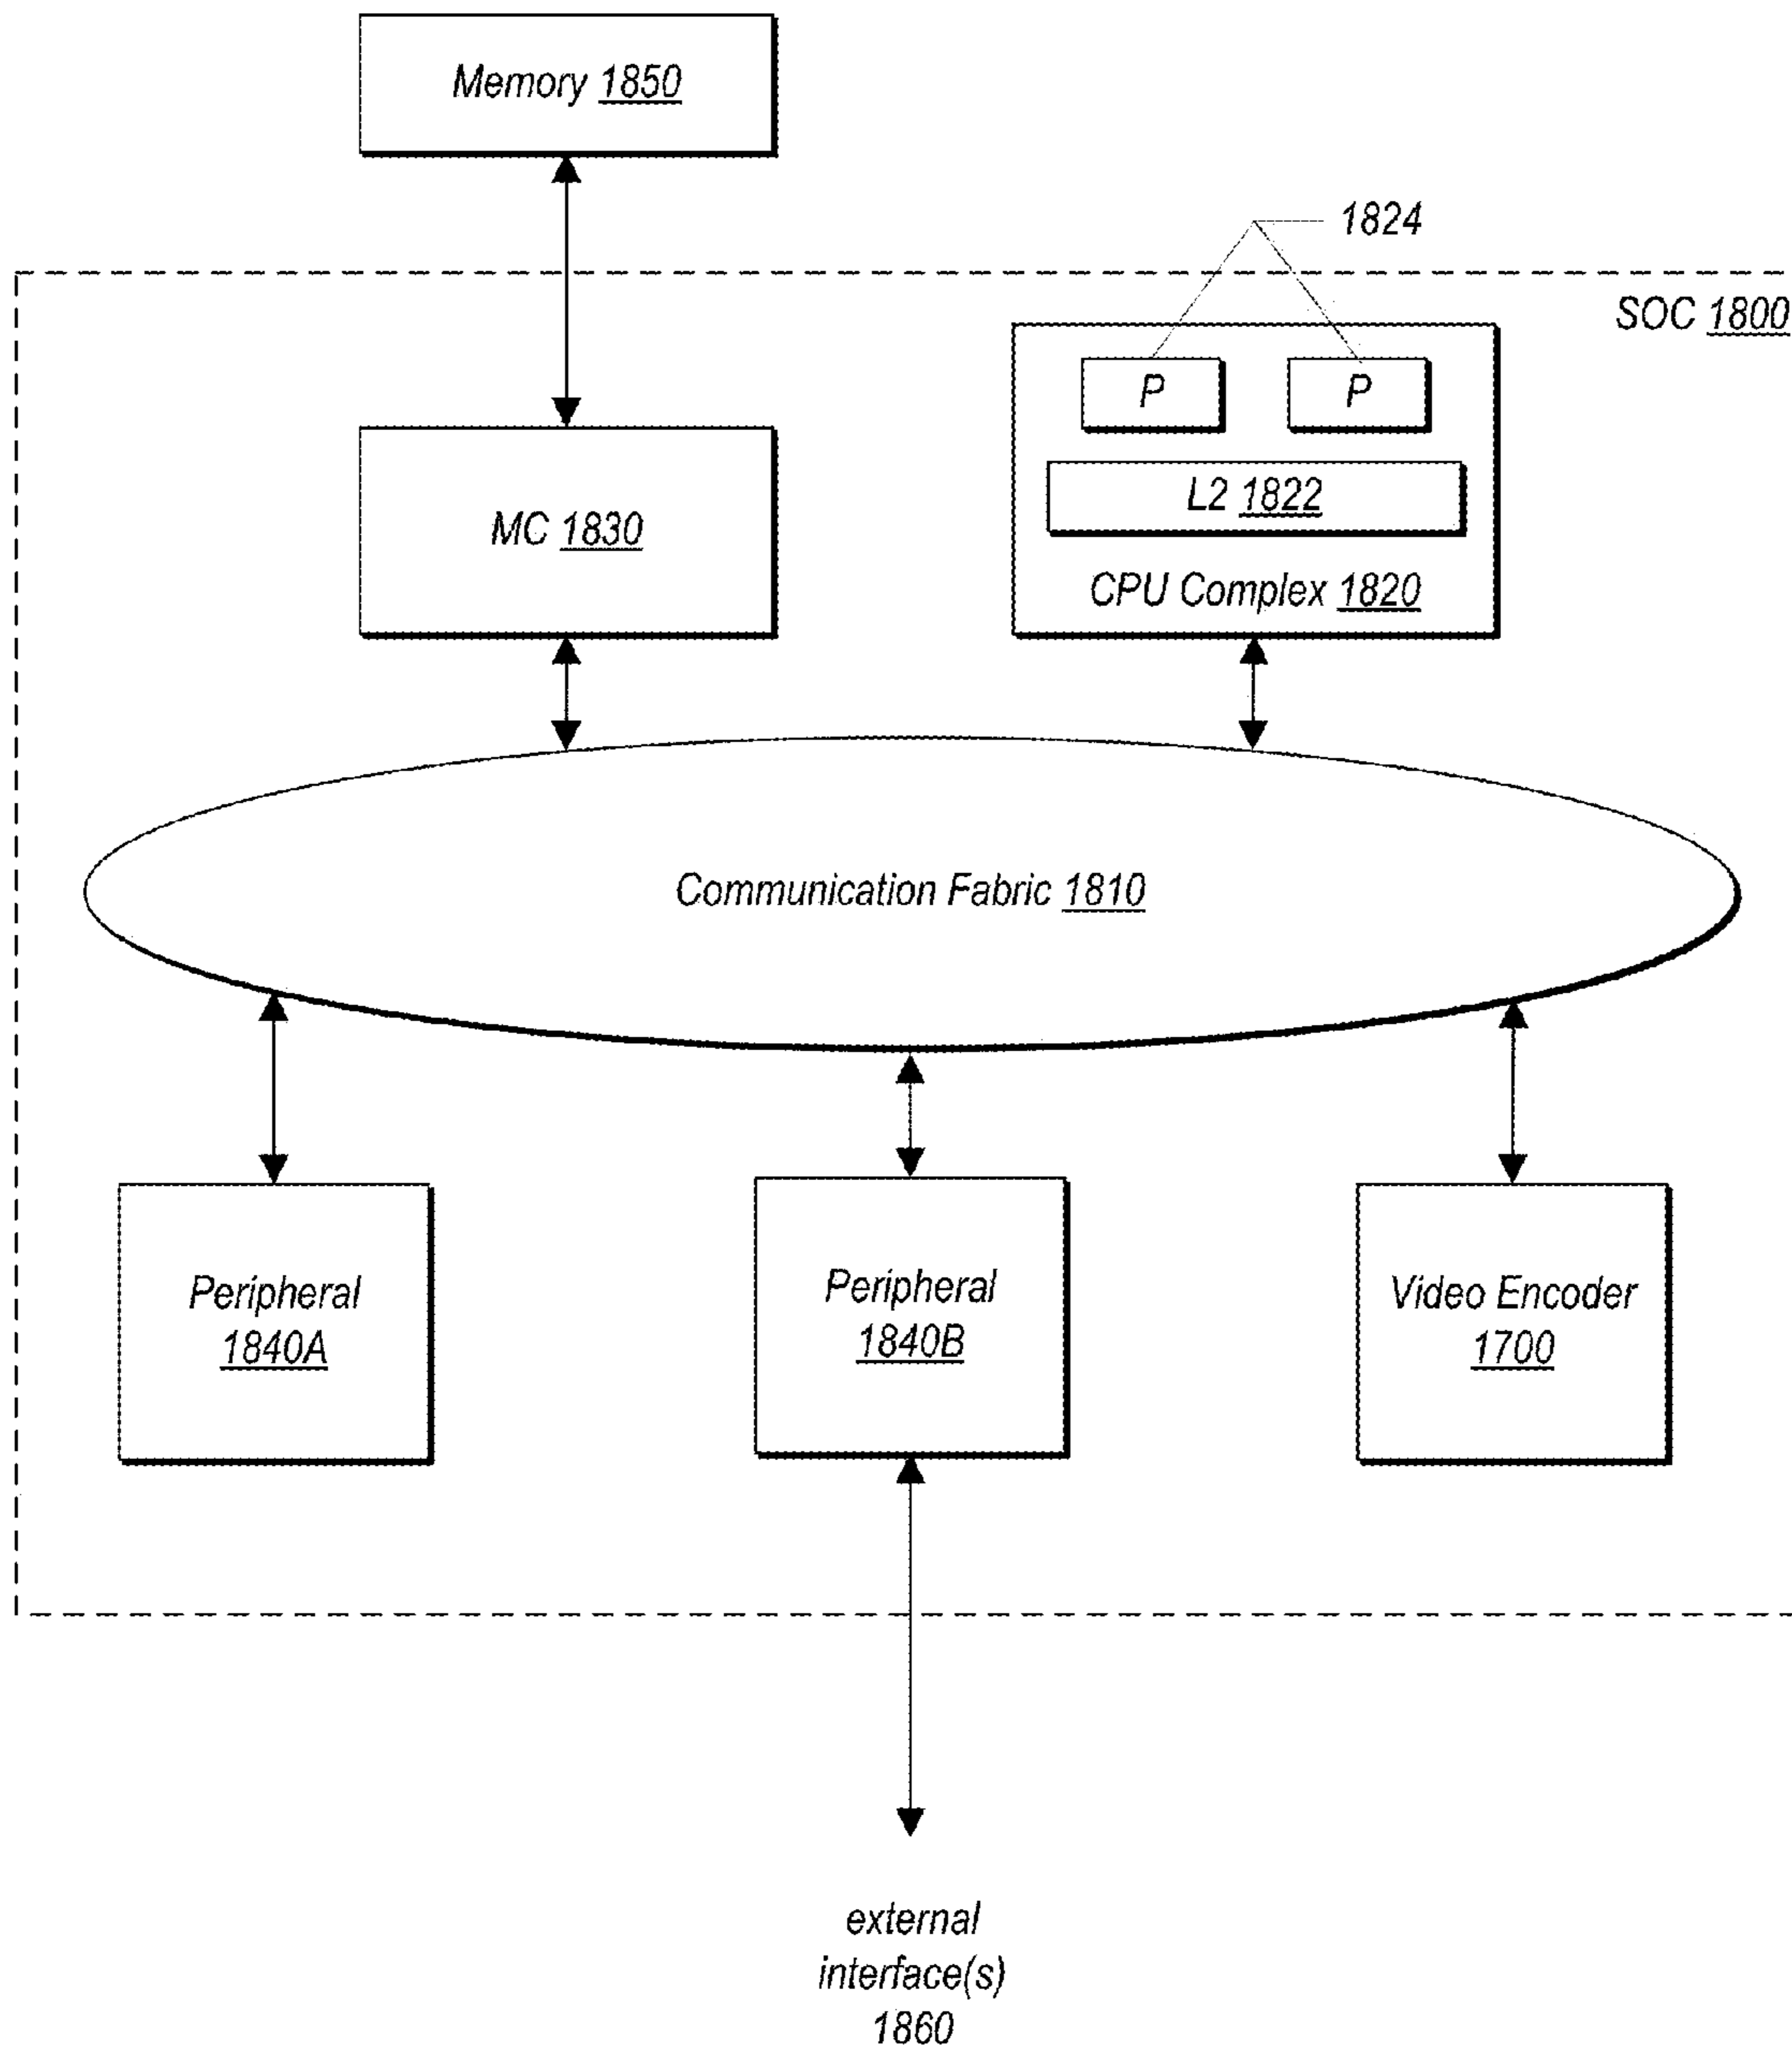 Memory 1850
1824
SOC 1800
P
P
L2 1822
MC 1830
CPU Complex 1820
Communication Fabric 1810
Peripheral
1840A
Peripheral
1840B
Video Encoder
1700
external
interface(s)
1860